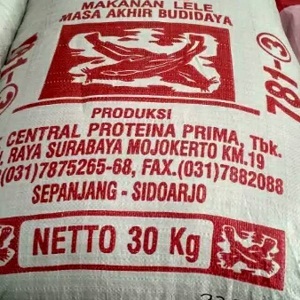 MAKANAN LELE
MASA AKHIR BUDIDAYA
781-3
781-3
PRODUKSI
CENTRAL PROTEINA PRIMA, Tbk.
RAYA SURABAYA MOJOKERTO KM.19
(031)7875265-68, FAX.(031)7882088
SEPANJANG - SIDOARJO
NETTO 30 Kg